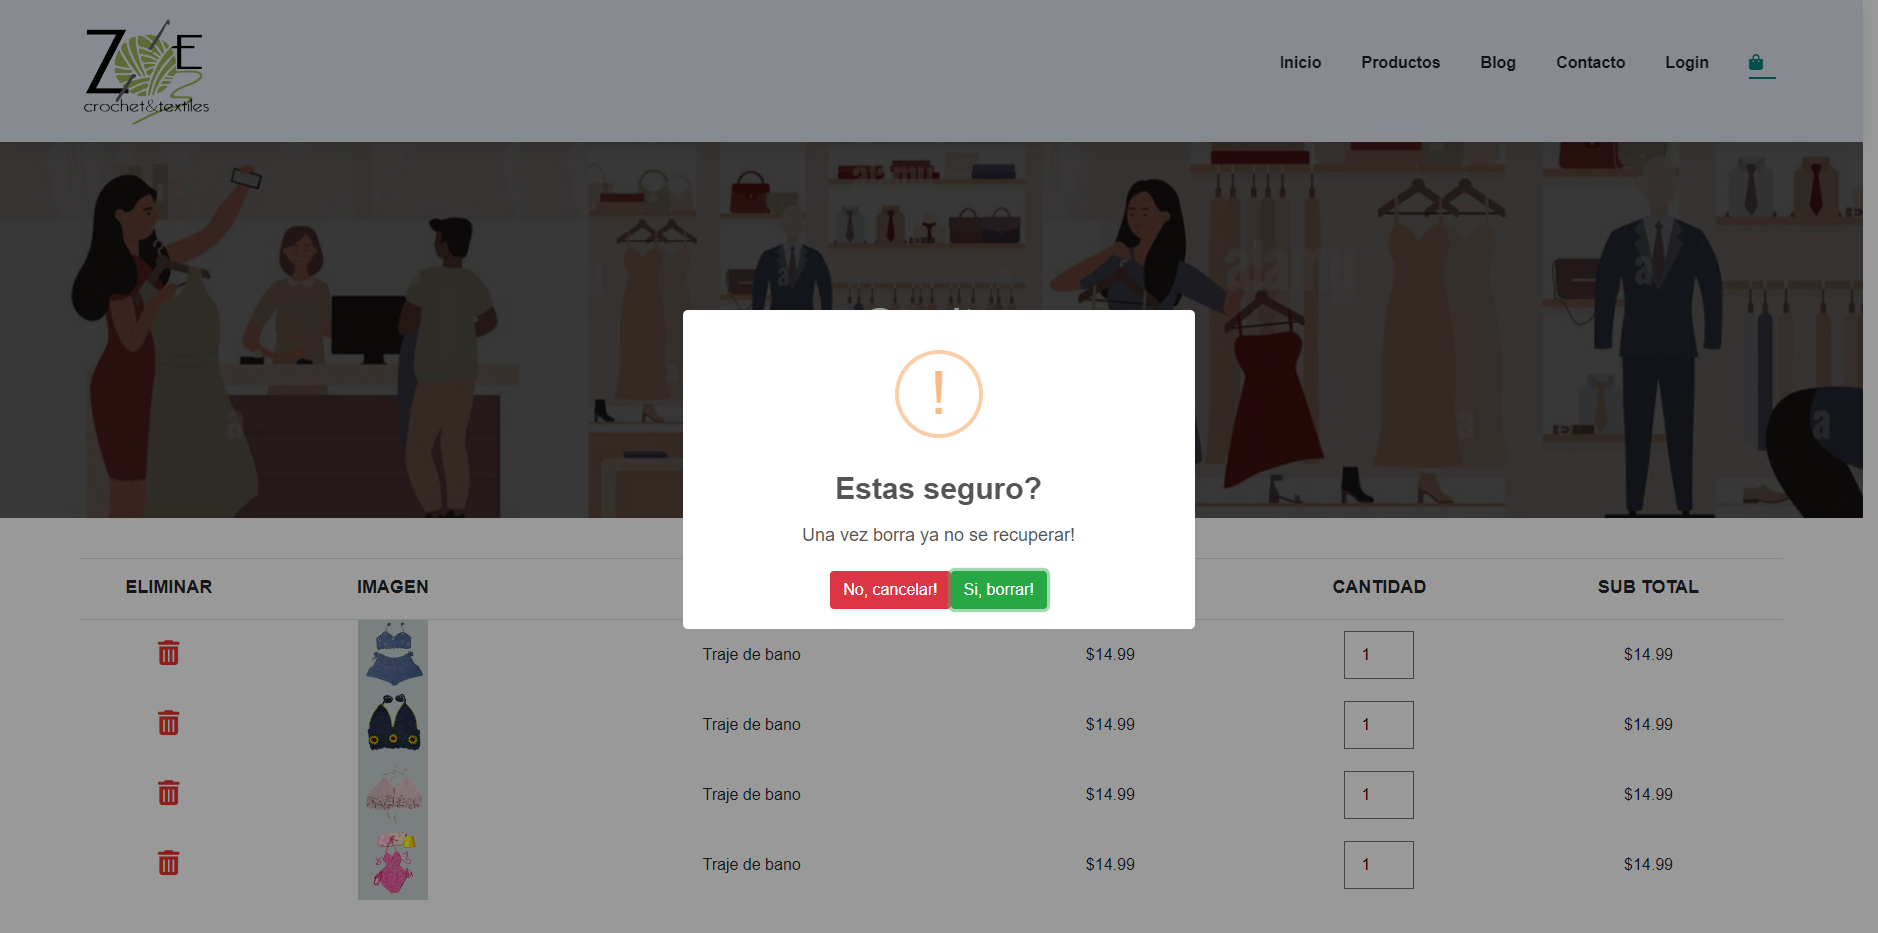 ZOE
crochet&textiles
Inicio Productos Blog Contacto Login
alamy
alamy
a
a
a
a
a
a
!
Estas seguro?
Una vez borra ya no se recuperar!
No, cancelar! Si, borrar!
ELIMINAR IMAGEN CANTIDAD SUB TOTAL
Traje de bano $14.99 1 $14.99
Traje de bano $14.99 1 $14.99
Traje de bano $14.99 1 $14.99
Traje de bano $14.99 1 $14.99